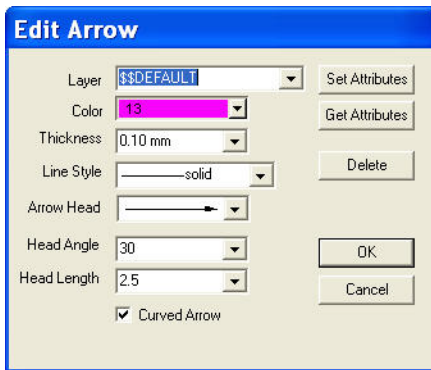 Edit Arrow
Layer $$DEFAULT Set Attributes
Color 13 Get Attributes
Thickness 0.10 mm
Line Style solid Delete
Arrow Head
Head Angle 30 OK
Head Length 2.5 Cancel
Curved Arrow